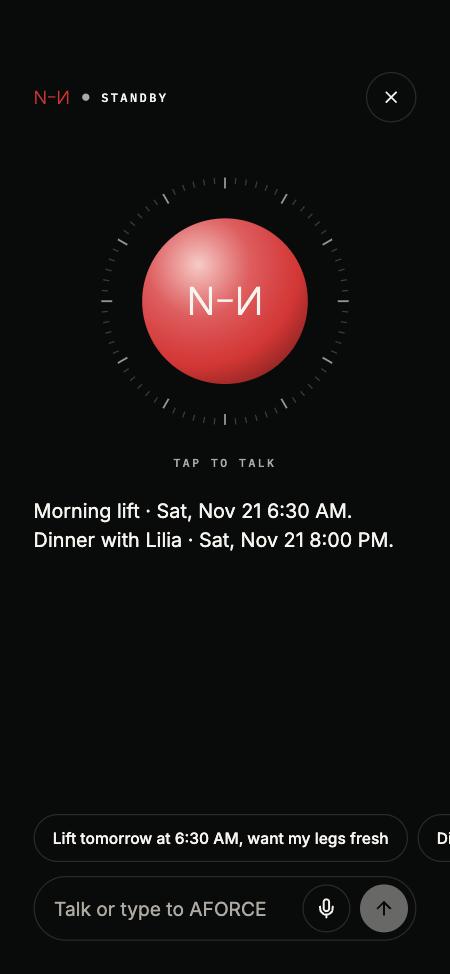 N–И STANDBY
N–И
TAP TO TALK
Morning lift · Sat, Nov 21 6:30 AM.
Dinner with Lilia · Sat, Nov 21 8:00 PM.
Lift tomorrow at 6:30 AM, want my legs fresh
Talk or type to AFORCE